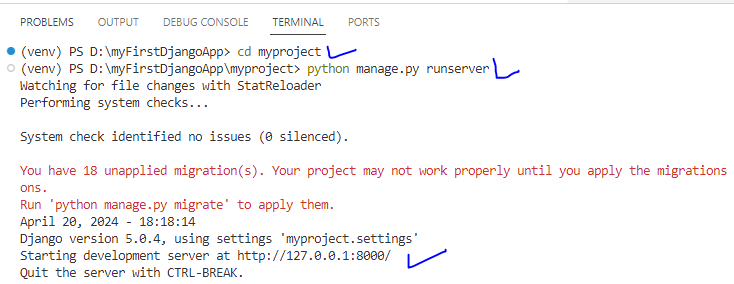 PROBLEMS OUTPUT DEBUG CONSOLE TERMINAL PORTS
(venv) PS D:\myFirstDjangoApp> cd myproject
(venv) PS D:\myFirstDjangoApp\myproject> python manage.py runserver
Watching for file changes with StatReloader
Performing system checks...
System check identified no issues (0 silenced).
You have 18 unapplied migration(s). Your project may not work properly until you apply the migrations
ons.
Run 'python manage.py migrate' to apply them.
April 20, 2024 - 18:18:14
Django version 5.0.4, using settings 'myproject.settings'
Starting development server at http://127.0.0.1:8000/
Quit the server with CTRL-BREAK.